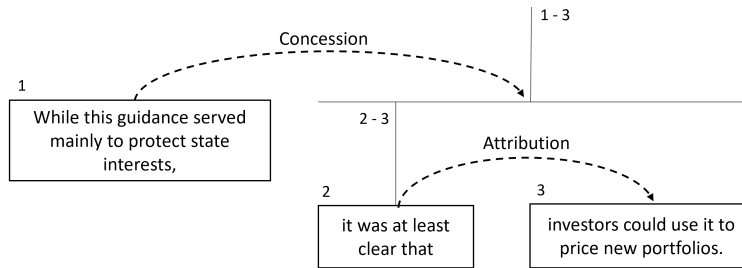 1 - 3
Concession
1
While this guidance served
mainly to protect state
interests,
2 - 3
Attribution
2
3
it was at least
clear that
investors could use it to
price new portfolios.